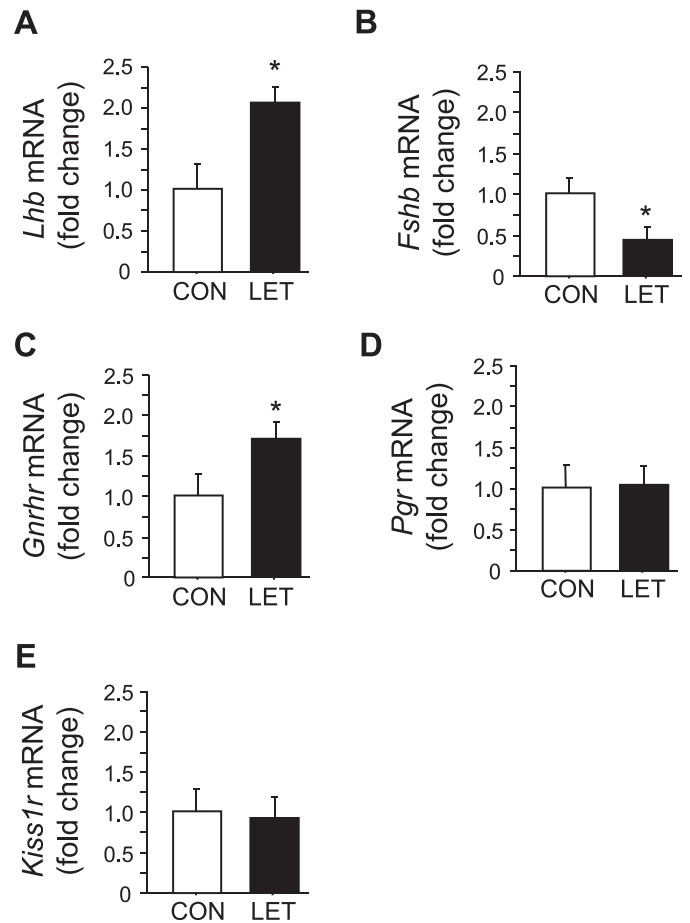 A
Lhb mRNA
(fold change)
2.5
2.0
1.5
1.0
0.5
0
*
CON LET
B
Fshb mRNA
(fold change)
2.5
2.0
1.5
1.0
0.5
0
*
CON LET
C
Gnrhr mRNA
(fold change)
2.5
2.0
1.5
1.0
0.5
0
*
CON LET
D
Pgr mRNA
(fold change)
2.5
2.0
1.5
1.0
0.5
0
CON LET
E
Kiss1r mRNA
(fold change)
2.5
2.0
1.5
1.0
0.5
0
CON LET